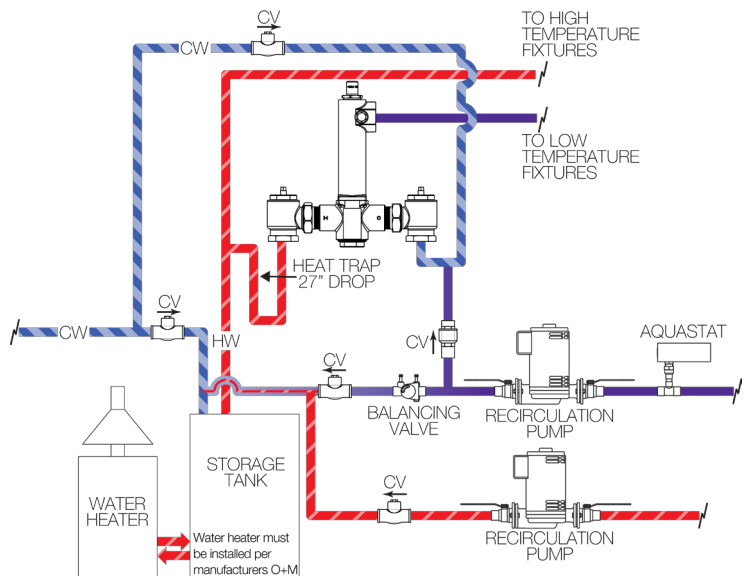 CV
CW
TO HIGH
TEMPERATURE
FIXTURES
TO LOW
TEMPERATURE
FIXTURES
H
C
HEAT TRAP
27" DROP
CV
CW
HW
CV
CV
AQUASTAT
BALANCING
VALVE
RECIRCULATION
PUMP
STORAGE
TANK
WATER
HEATER
CV
Water heater must
be installed per
manufacturers O+M
RECIRCULATION
PUMP